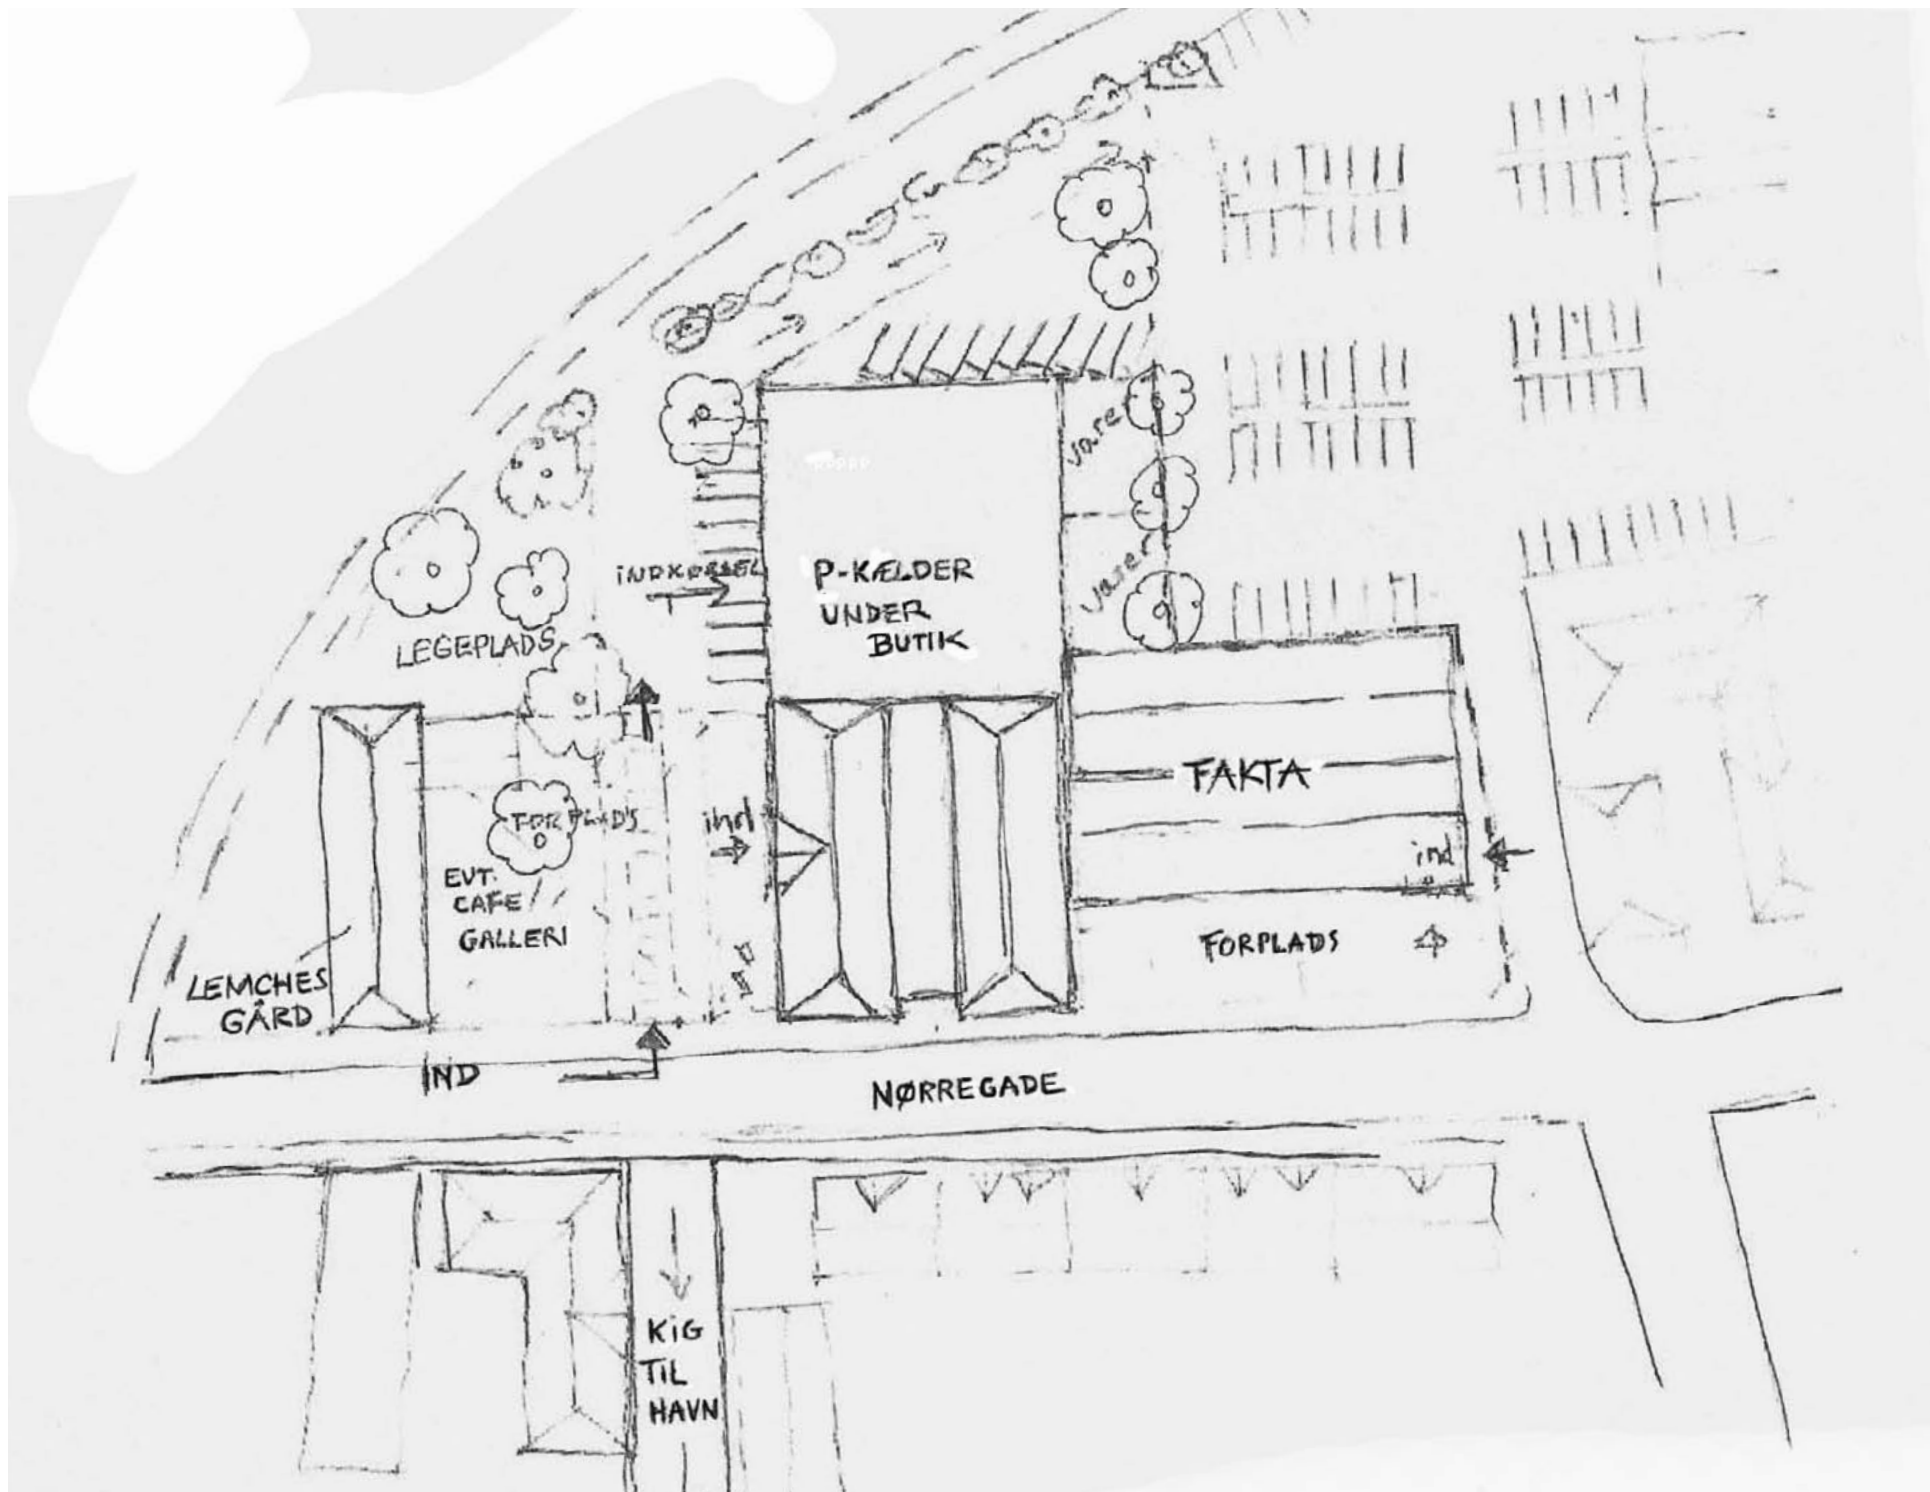 vare
INDKØRSEL
P-KÆLDER
UNDER
BUTIK
varer
LEGEPLADS
FAKTA
FORPLADS
ind
ind
EVT.
CAFE/
GALLERI
FORPLADS
LEMCHES
GÅRD
IND
NØRREGADE
KIG
TIL
HAVN